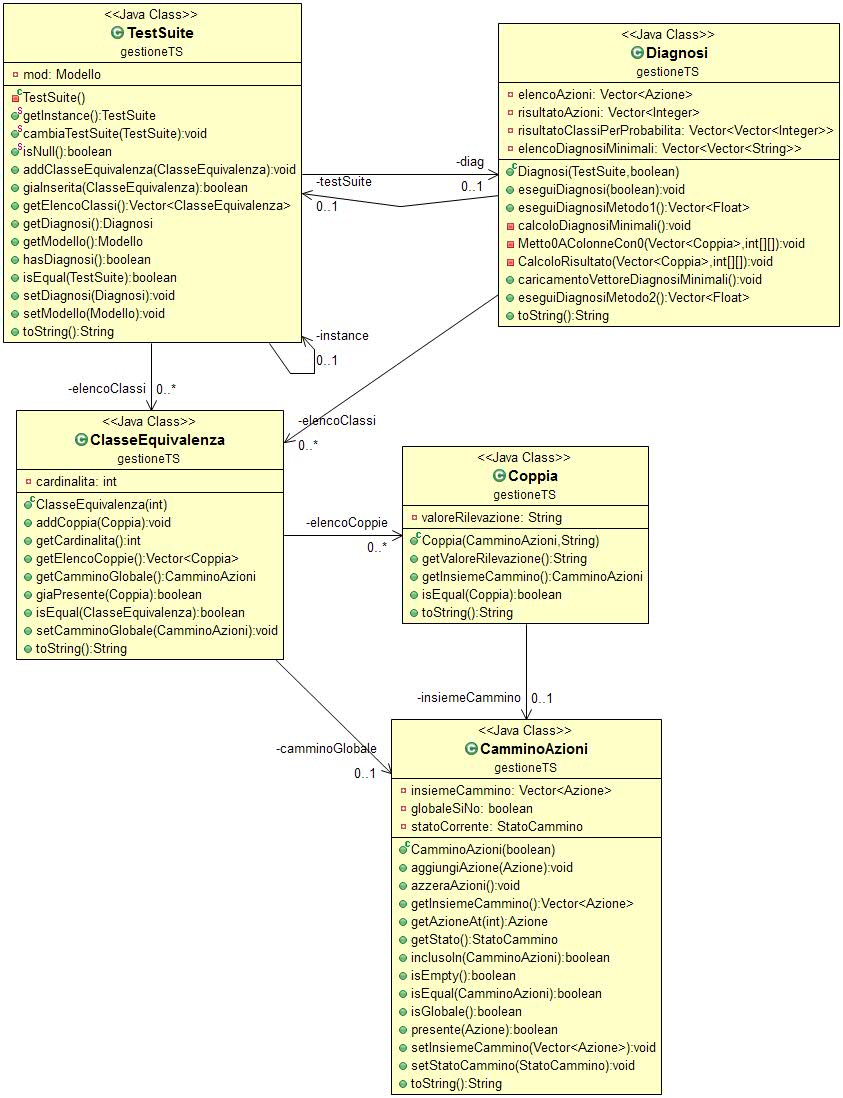 <<Java Class>>
TestSuite
gestioneTS
mod: Modello
TestSuite()
getInstance():TestSuite
cambiaTestSuite(TestSuite):void
isNull():boolean
addClasseEquivalenza(ClasseEquivalenza):void
giaInserita(ClasseEquivalenza):boolean
getElencoClassi():Vector<ClasseEquivalenza>
getDiagnosi():Diagnosi
getModello():Modello
hasDiagnosi():boolean
isEqual(TestSuite):boolean
setDiagnosi(Diagnosi):void
setModello(Modello):void
toString():String
<<Java Class>>
Diagnosi
gestioneTS
elencoAzioni: Vector<Azione>
risultatoAzioni: Vector<Integer>
risultatoClassiPerProbabilita: Vector<Vector<Integer>>
elencoDiagnosiMinimali: Vector<Vector<String>>
Diagnosi(TestSuite,boolean)
eseguiDiagnosi(boolean):void
eseguiDiagnosiMetodo1():Vector<Float>
calcoloDiagnosiMinimali():void
Metto0AColonneCon0(Vector<Coppia>,int[][]):void
CalcoloRisultato(Vector<Coppia>,int[][]):void
caricamentoVettoreDiagnosiMinimali():void
eseguiDiagnosiMetodo2():Vector<Float>
toString():String
-diag
0..1
-testSuite
0..1
-instance
0..1
-elencoClassi
0..*
-elencoClassi
0..*
<<Java Class>>
ClasseEquivalenza
gestioneTS
cardinalita: int
ClasseEquivalenza(int)
addCoppia(Coppia):void
getCardinalita():int
getElencoCoppie():Vector<Coppia>
getCamminoGlobale():CamminoAzioni
giaPresente(Coppia):boolean
isEqual(ClasseEquivalenza):boolean
setCamminoGlobale(CamminoAzioni):void
toString():String
-elencoCoppie
0..*
<<Java Class>>
Coppia
gestioneTS
valoreRilevazione: String
Coppia(CamminoAzioni,String)
getValoreRilevazione():String
getInsiemeCammino():CamminoAzioni
isEqual(Coppia):boolean
toString():String
-insiemeCammino
0..1
-camminoGlobale
0..1
<<Java Class>>
CamminoAzioni
gestioneTS
insiemeCammino: Vector<Azione>
globaleSiNo: boolean
statoCorrente: StatoCammino
CamminoAzioni(boolean)
aggiungiAzione(Azione):void
azzeraAzioni():void
getInsiemeCammino():Vector<Azione>
getAzioneAt(int):Azione
getStato():StatoCammino
inclusoIn(CamminoAzioni):boolean
isEmpty():boolean
isEqual(CamminoAzioni):boolean
isGlobale():boolean
presente(Azione):boolean
setInsiemeCammino(Vector<Azione>):void
setStatoCammino(StatoCammino):void
toString():String